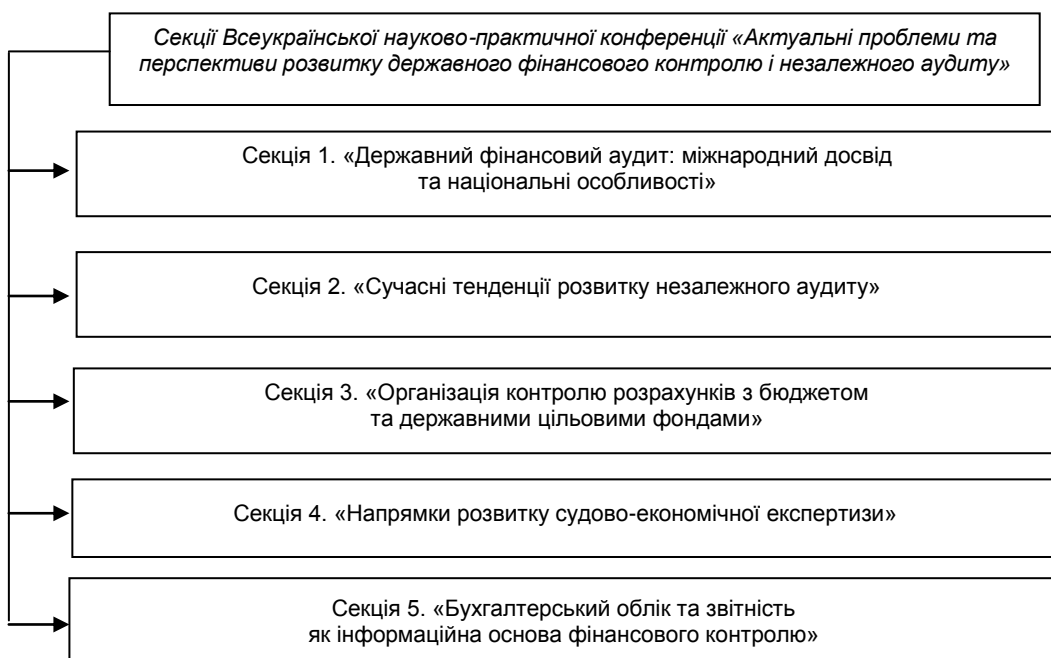 Секції Всеукраїнської науково-практичної конференції «Актуальні проблеми та
перспективи розвитку державного фінансового контролю і незалежного аудиту»
Секція 1. «Державний фінансовий аудит: міжнародний досвід
та національні особливості»
Секція 2. «Сучасні тенденції розвитку незалежного аудиту»
Секція 3. «Організація контролю розрахунків з бюджетом
та державними цільовими фондами»
Секція 4. «Напрямки розвитку судово-економічної експертизи»
Секція 5. «Бухгалтерський облік та звітність
як інформаційна основа фінансового контролю»